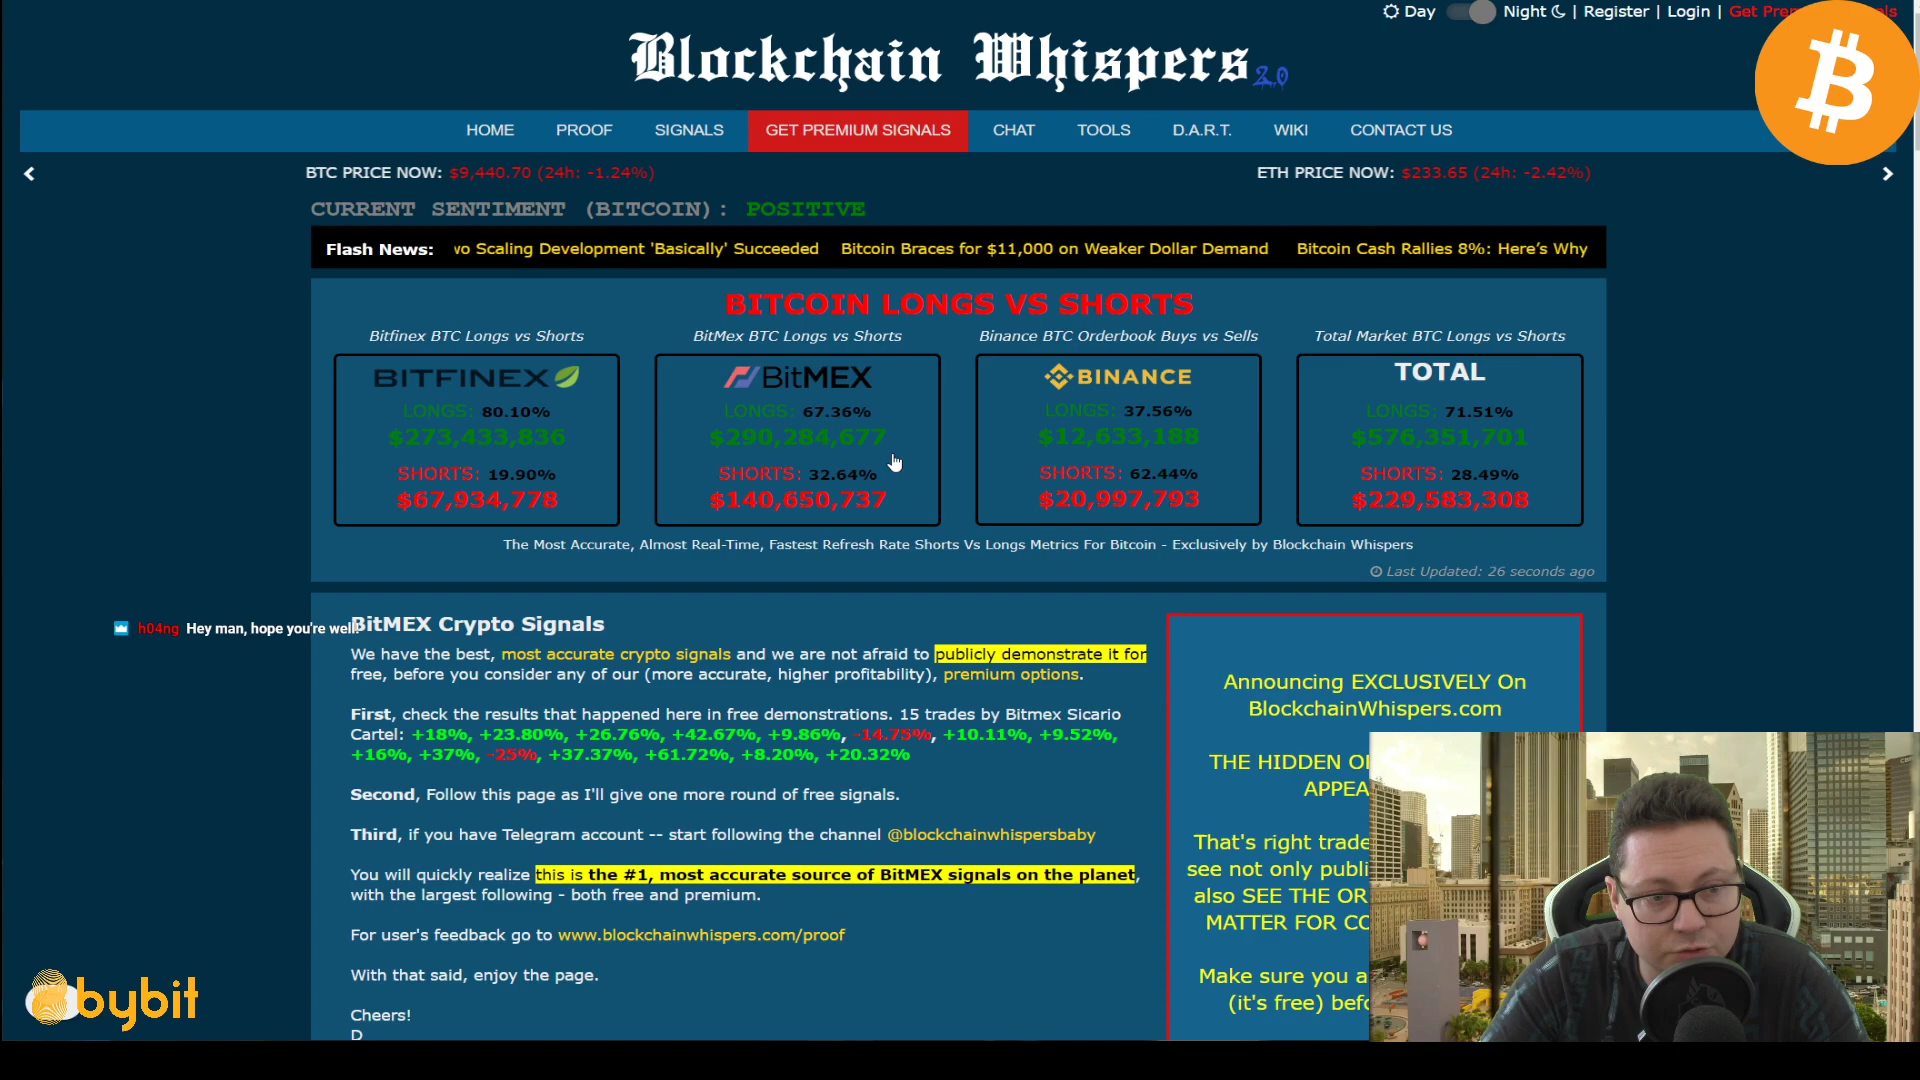 Day Night | Register | Login | Get Pre
Blockchain Whispers 2.0
HOME PROOF SIGNALS GET PREMIUM SIGNALS CHAT TOOLS D.A.R.T. WIKI CONTACT US
BTC PRICE NOW: $9,440.70 (24h: -1.24%) ETH PRICE NOW: $233.65 (24h: -2.42%)
CURRENT SENTIMENT (BITCOIN): POSITIVE
Flash News: wo Scaling Development 'Basically' Succeeded Bitcoin Braces for $11,000 on Weaker Dollar Demand Bitcoin Cash Rallies 8%: Here's Why
BITCOIN LONGS VS SHORTS
Bitfinex BTC Longs vs Shorts BitMex BTC Longs vs Shorts Binance BTC Orderbook Buys vs Sells Total Market BTC Longs vs Shorts
BITFINEX BitMEX BINANCE TOTAL
LONGS: 80.10% LONGS: 67.36% LONGS: 37.56% LONGS: 71.51%
$273,433,836 $290,284,677 $12,633,188 $576,351,701
SHORTS: 19.90% SHORTS: 32.64% SHORTS: 62.44% SHORTS: 28.49%
$67,934,778 $140,650,737 $20,997,793 $229,583,308
The Most Accurate, Almost Real-Time, Fastest Refresh Rate Shorts Vs Longs Metrics For Bitcoin - Exclusively by Blockchain Whispers
Last Updated: 26 seconds ago
h04ng Hey man, hope you're well!
BitMEX Crypto Signals
We have the best, most accurate crypto signals and we are not afraid to publicly demonstrate it for
free, before you consider any of our (more accurate, higher profitability), premium options.
First, check the results that happened here in free demonstrations. 15 trades by Bitmex Sicario
Cartel: +18%, +23.80%, +26.76%, +42.67%, +9.86%, -14.75%, +10.11%, +9.52%,
+16%, +37%, -25%, +37.37%, +61.72%, +8.20%, +20.32%
Second, Follow this page as I'll give one more round of free signals.
Third, if you have Telegram account -- start following the channel @blockchainwhispersbaby
You will quickly realize this is the #1, most accurate source of BitMEX signals on the planet,
with the largest following - both free and premium.
For user's feedback go to www.blockchainwhispers.com/proof
With that said, enjoy the page.
Cheers!
D
Announcing EXCLUSIVELY On
BlockchainWhispers.com
THE HIDDEN
APPEA
That's right trade
see not only publi
also SEE THE OR
MATTER FOR CO
Make sure you a
(it's free) bef
bybit